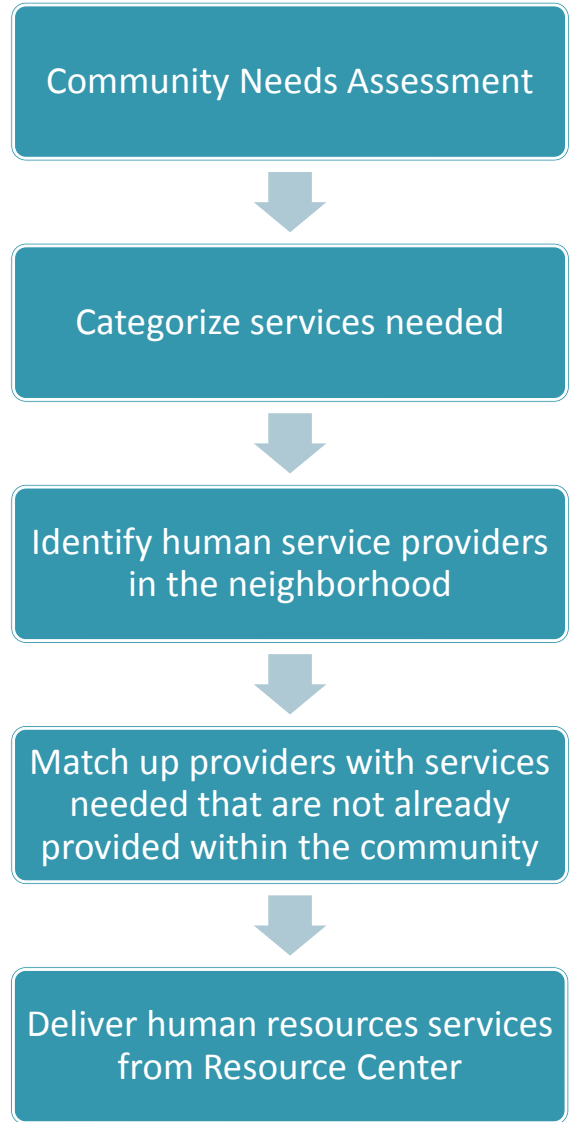 Community Needs Assessment
Categorize services needed
Identify human service providers
in the neighborhood
Match up providers with services
needed that are not already
provided within the community
Deliver human resources services
from Resource Center